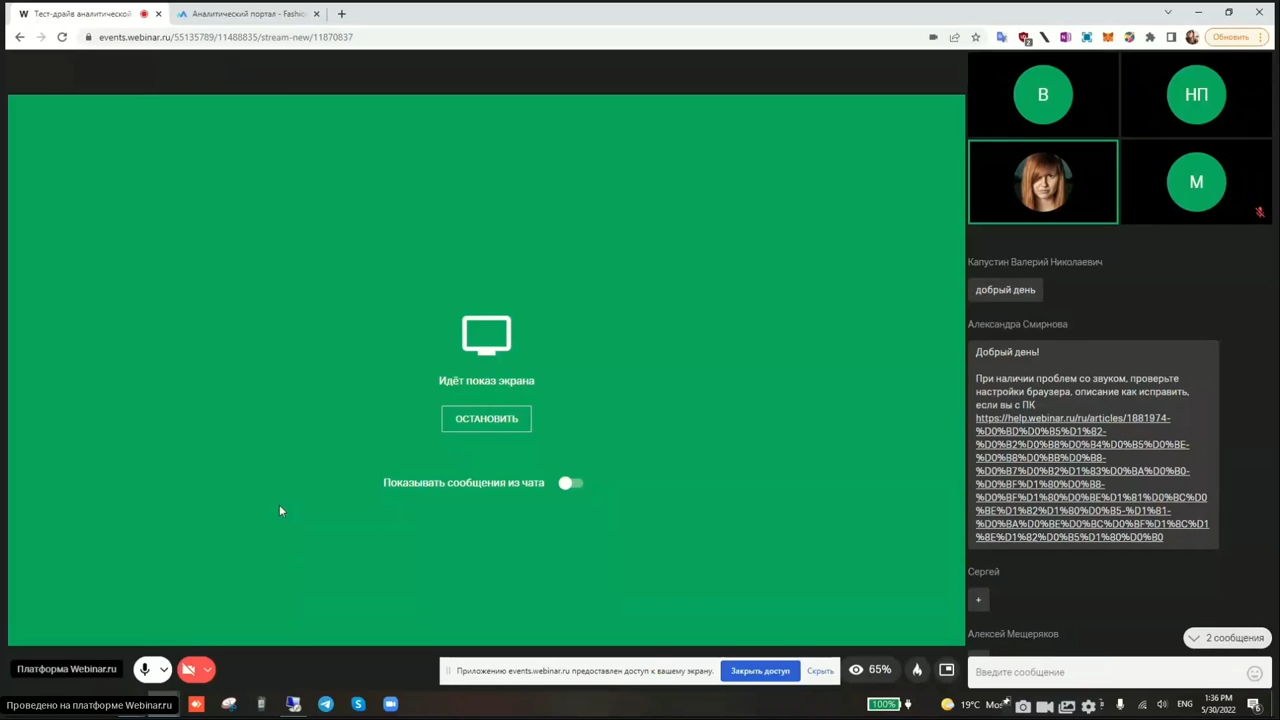 Тест-драйв аналитической
Аналитический портал - Fashio
events.webinar.ru/55135789/11488835/stream-new/11870837
2
Обновить
В
НП
М
Идёт показ экрана
ОСТАНОВИТЬ
Показывать сообщения из чата
Капустин Валерий Николаевич
добрый день
Александра Смирнова
Добрый день!
При наличии проблем со звуком, проверьте
настройки браузера, описание как исправить,
если вы с ПК
https://help.webinar.ru/ru/articles/1881974-
%D0%BD%D0%B5%D1%82-
%D0%B2%D0%B8%D0%B4%D0%B5%D0%BE-
%D0%B8%D0%BB%D0%B8-
%D0%B7%D0%B2%D1%83%D0%BA%D0%B0-
%D0%BF%D1%80%D0%B8-
%D0%BF%D1%80%D0%BE%D1%81%D0%BC%D0
%BE%D1%82%D1%80%D0%B5-%D1%81-
%D0%BA%D0%BE%D0%BC%D0%BF%D1%8C%D1
%8E%D1%82%D0%B5%D1%80%D0%B0
Сергей
+
Алексей Мещеряков
2 сообщения
Введите сообщение
Платформа Webinar.ru
Приложению events.webinar.ru предоставлен доступ к вашему экрану.
Закрыть доступ
Скрыть
65%
Проведено на платформе Webinar.ru
100%
19°C
ENG
1:36 PM
5/30/2022